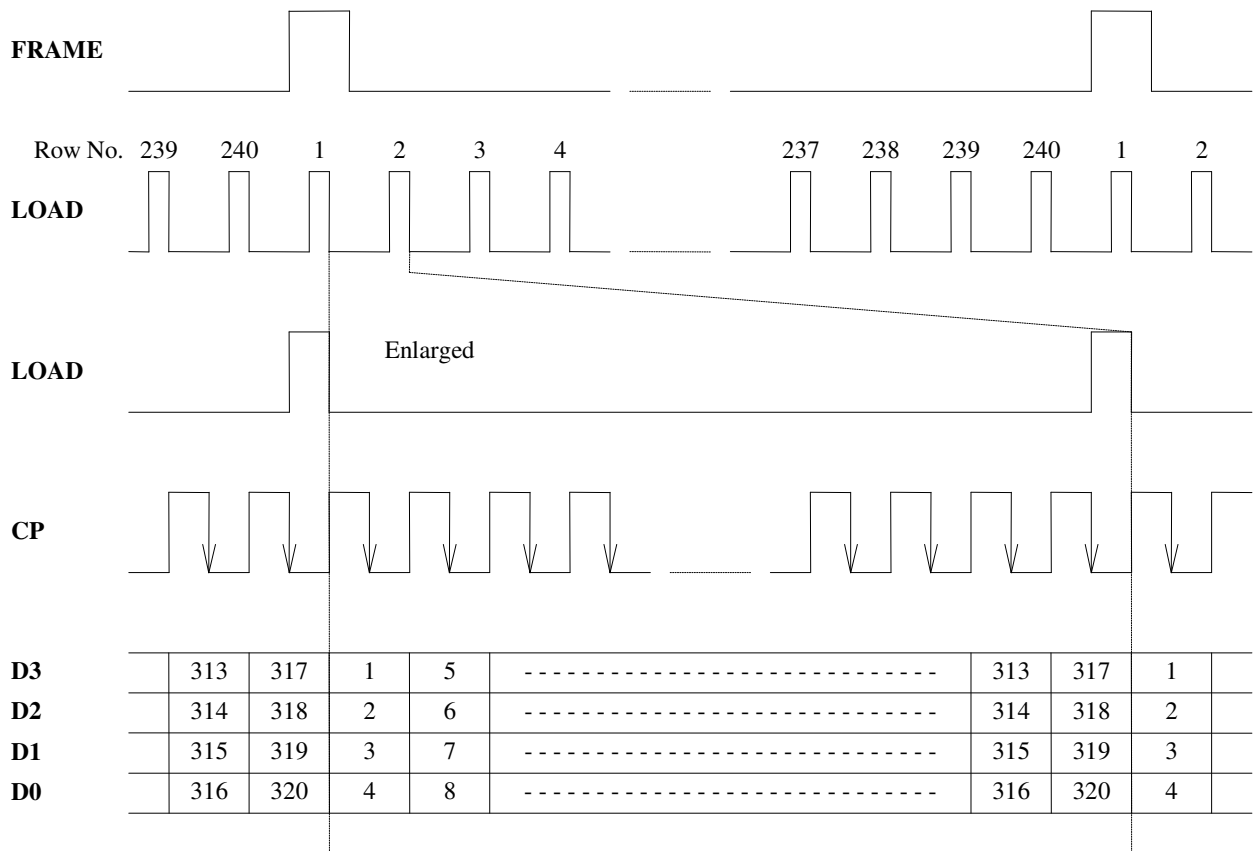 FRAME
Row No. 239 240 1 2 3 4 237 238 239 240 1 2
LOAD
Enlarged
LOAD
CP
D3 313 317 1 5 313 317 1
D2 314 318 2 6 314 318 2
D1 315 319 3 7 315 319 3
D0 316 320 4 8 316 320 4